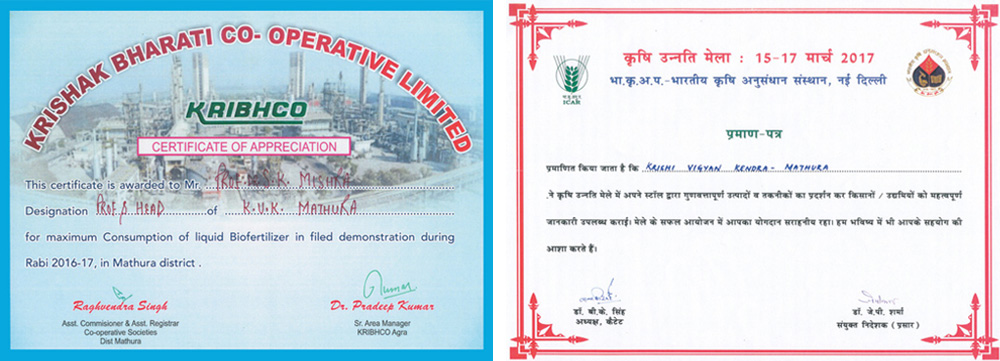 KRISHAK BHARATI CO- OPERATIVE LIMITED
KRIBHCO
CERTIFICATE OF APPRECIATION
This certificate is awarded to Mr. Prof. S.K. Mishra
Designation Prof & Head of K.V.K. Mathura
for maximum Consumption of liquid Biofertilizer in filed demonstration during
Rabi 2016-17, in Mathura district .
Raghvendra Singh
Asst. Commisioner & Asst. Registrar
Co-operative Societies
Dist Mathura
Dr. Pradeep Kumar
Sr. Area Manager
KRIBHCO Agra
कृषि उन्नति मेला : 15-17 मार्च 2017
भा.कृ.अ.प.-भारतीय कृषि अनुसंधान संस्थान, नई दिल्ली
ICAR
प्रमाण-पत्र
प्रमाणित किया जाता है कि KRISHI VIGYAN KENDRA- MATHURA
.ने कृषि उन्नति मेले में अपने स्टॉल द्वारा गुणवत्तापूर्ण उत्पादों व तकनीकों का प्रदर्शन कर किसानों / उद्यमियों को महत्वपूर्ण
जानकारी उपलब्ध कराई। मेले के सफल आयोजन में आपका योगदान सराहनीय रहा। हम भविष्य में भी आपके सहयोग की
आशा करते हैं।
डॉ. बी.के. सिंह
अध्यक्ष, कैटेट
डॉ. जे.पी. शर्मा
संयुक्त निदेशक (प्रसार)